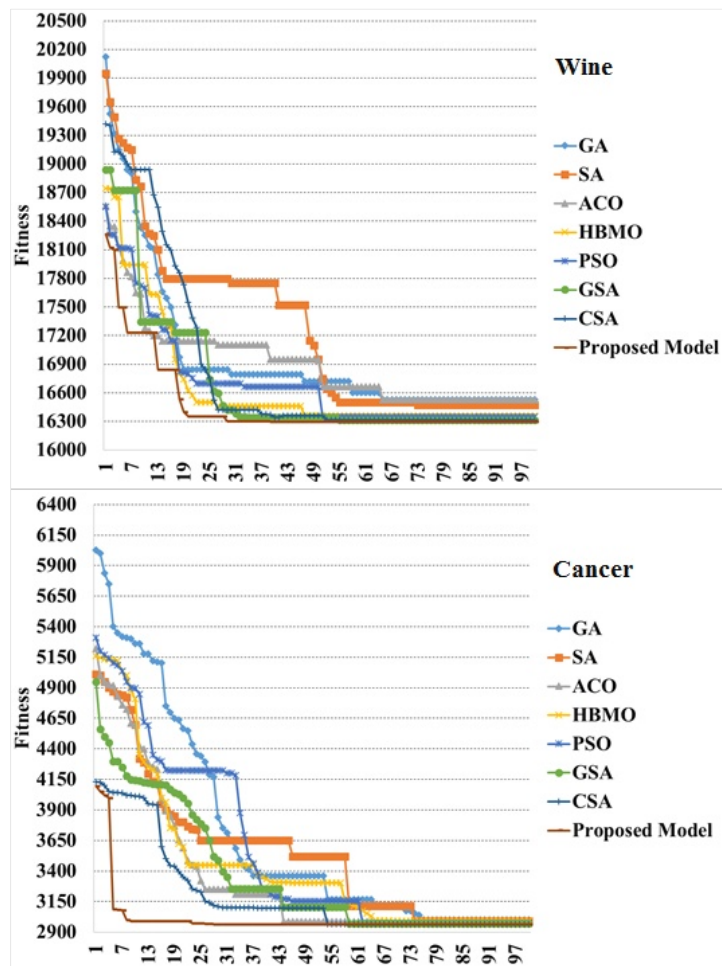 20500
20200
19900
19600
19300
19000
18700
18400
18100
17800
17500
17200
16900
16600
16300
16000
Fitness
Wine
GA
SA
ACO
HBMO
PSO
GSA
CSA
Proposed Model
1 7 13 19 25 31 37 43 49 55 61 67 73 79 85 91 97
6400
6150
5900
5650
5400
5150
4900
4650
4400
4150
3900
3650
3400
3150
2900
Fitness
Cancer
GA
SA
ACO
HBMO
PSO
GSA
CSA
Proposed Model
1 7 13 19 25 31 37 43 49 55 61 67 73 79 85 91 97